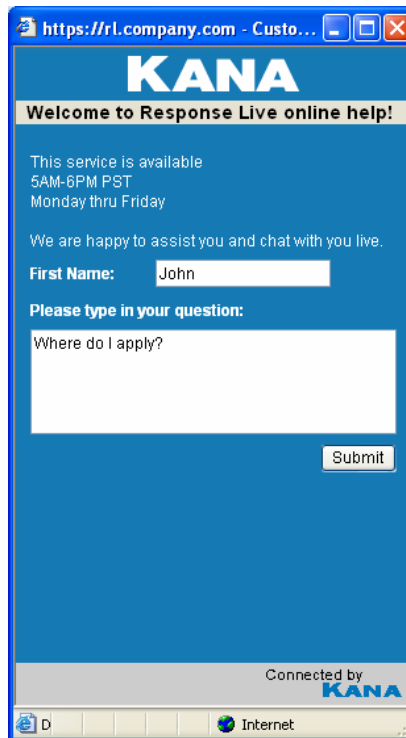 https://rl.company.com - Custo...
KANA
Welcome to Response Live online help!
This service is available
5AM-6PM PST
Monday thru Friday
We are happy to assist you and chat with you live.
First Name: John
Please type in your question:
Where do I apply?
Submit
Connected by
KANA
D
Internet